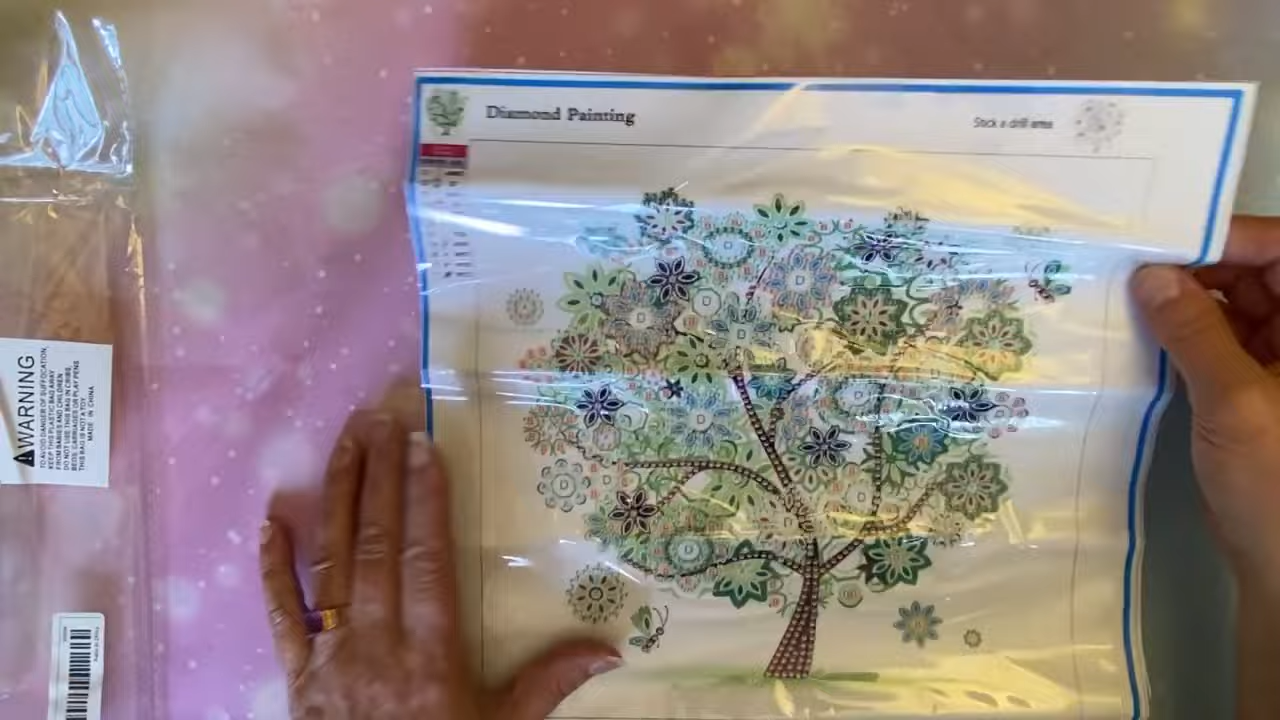 Diamond Painting
Stick a drill area
WARNING
TO AVOID DANGER OF SUFFOCATION,
KEEP THIS PLASTIC BAG AWAY
FROM BABIES AND CHILDREN
DO NOT USE THIS BAG IN CRIBS,
BEDS, CARRIAGES OR PLAY PENS
THIS BAG IS NOT A TOY.
MADE IN CHINA